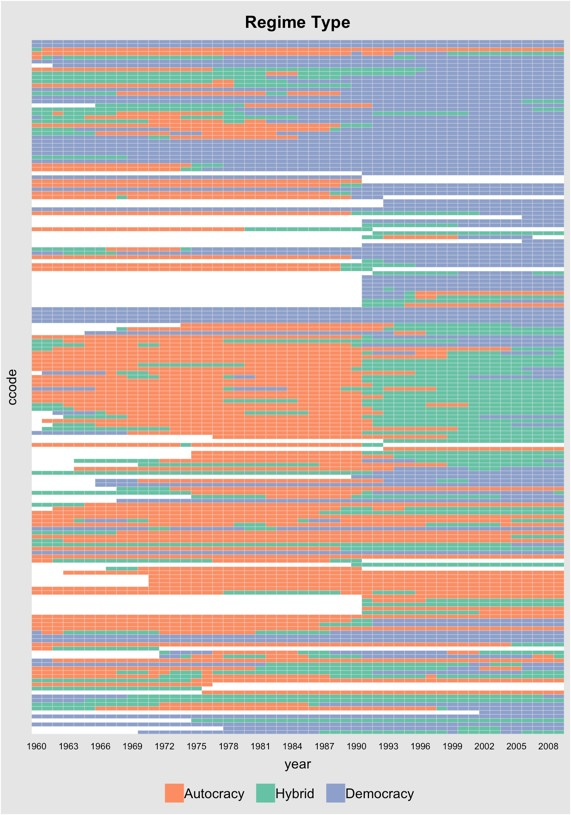 Regime Type
ccode
1960 1963 1966 1969 1972 1975 1978 1981 1984 1987 1990 1993 1996 1999 2002 2005 2008
year
Autocracy Hybrid Democracy